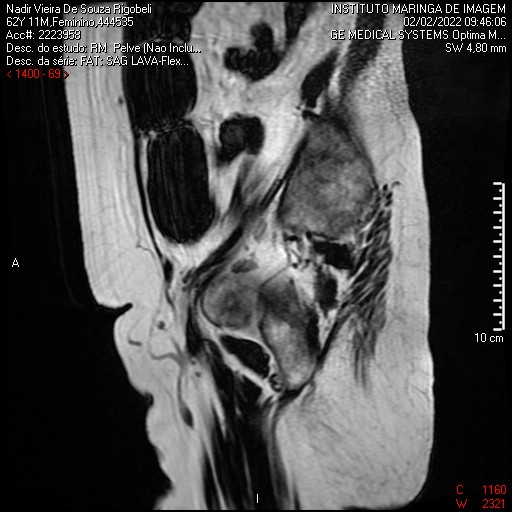 Nadir Vieira De Souza Rigobeli
62Y 11M,Feminino,444535
Acc#: 2223953
Desc. do estudo: RM  Pelve (Nao Inclu...
Desc. da série: FAT: SAG LAVA-Flex...
< 1400 - 69 >
INSTITUTO MARINGA DE IMAGEM
02/02/2022 09:46:06
GE MEDICAL SYSTEMS Optima M...
SW 4,80 mm
A
10 cm
I
C 1160
W 2321